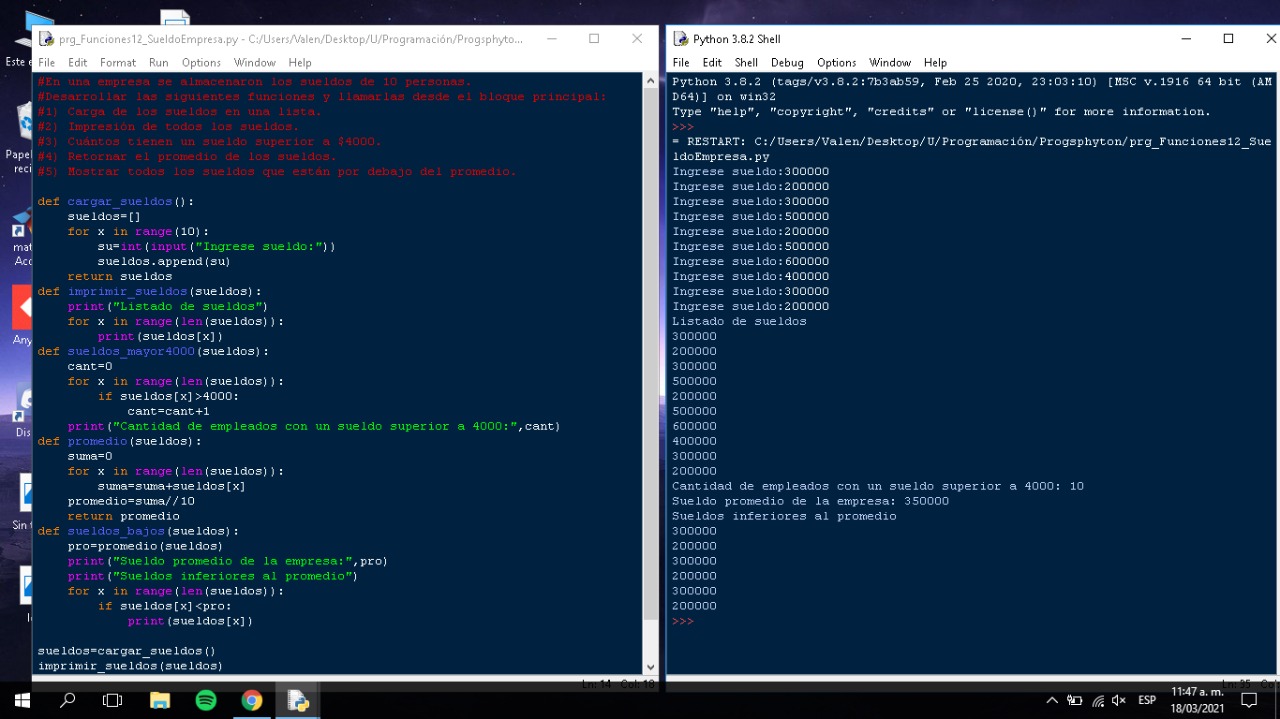 prg_Funciones12_SueldoEmpresa.py - C:/Users/Valen/Desktop/U/Programación/Progsphyton/p...
File Edit Format Run Options Window Help
#En una empresa se almacenaron los sueldos de 10 personas.
#Desarrollar las siguientes funciones y llamarlas desde el bloque principal:
#1) Carga de los sueldos en una lista.
#2) Impresión de todos los sueldos.
#3) Cuántos tienen un sueldo superior a $4000.
#4) Retornar el promedio de los sueldos.
#5) Mostrar todos los sueldos que están por debajo del promedio.
def cargar_sueldos():
    sueldos=[]
    for x in range(10):
        su=int(input("Ingrese sueldo:"))
        sueldos.append(su)
    return sueldos
def imprimir_sueldos(sueldos):
    print("Listado de sueldos")
    for x in range(len(sueldos)):
        print(sueldos[x])
def sueldos_mayor4000(sueldos):
    cant=0
    for x in range(len(sueldos)):
        if sueldos[x]>4000:
            cant=cant+1
    print("Cantidad de empleados con un sueldo superior a 4000:",cant)
def promedio(sueldos):
    suma=0
    for x in range(len(sueldos)):
        suma=suma+sueldos[x]
    promedio=suma//10
    return promedio
def sueldos_bajos(sueldos):
    pro=promedio(sueldos)
    print("Sueldo promedio de la empresa:",pro)
    print("Sueldos inferiores al promedio")
    for x in range(len(sueldos)):
        if sueldos[x]<pro:
            print(sueldos[x])
sueldos=cargar_sueldos()
imprimir_sueldos(sueldos)
Ln: 14 Col: 18
Python 3.8.2 Shell
File Edit Shell Debug Options Window Help
Python 3.8.2 (tags/v3.8.2:7b3ab59, Feb 25 2020, 23:03:10) [MSC v.1916 64 bit (AM
D64)] on win32
Type "help", "copyright", "credits" or "license()" for more information.
>>>
= RESTART: C:/Users/Valen/Desktop/U/Programación/Progsphyton/prg_Funciones12_Sue
ldoEmpresa.py
Ingrese sueldo:300000
Ingrese sueldo:200000
Ingrese sueldo:300000
Ingrese sueldo:500000
Ingrese sueldo:200000
Ingrese sueldo:500000
Ingrese sueldo:600000
Ingrese sueldo:400000
Ingrese sueldo:300000
Ingrese sueldo:200000
Listado de sueldos
300000
200000
300000
500000
200000
500000
600000
400000
300000
200000
Cantidad de empleados con un sueldo superior a 4000: 10
Sueldo promedio de la empresa: 350000
Sueldos inferiores al promedio
300000
200000
300000
200000
300000
200000
>>>
Ln: 35 Co
Este e
Papel
reci
mat
Acc
Any
Dis
Sin t
ESP
11:47 a. m.
18/03/2021